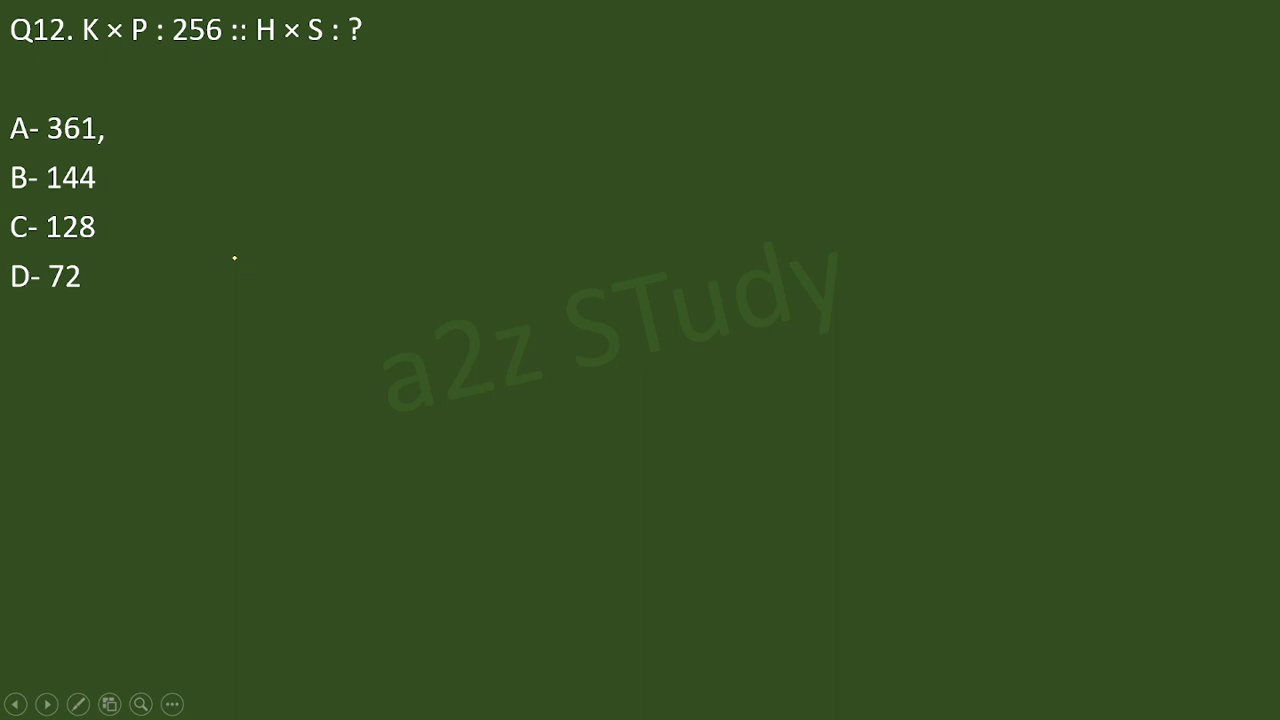 Q12. K × P : 256 :: H × S : ?
A- 361,
B- 144
C- 128
D- 72
a2z STudy